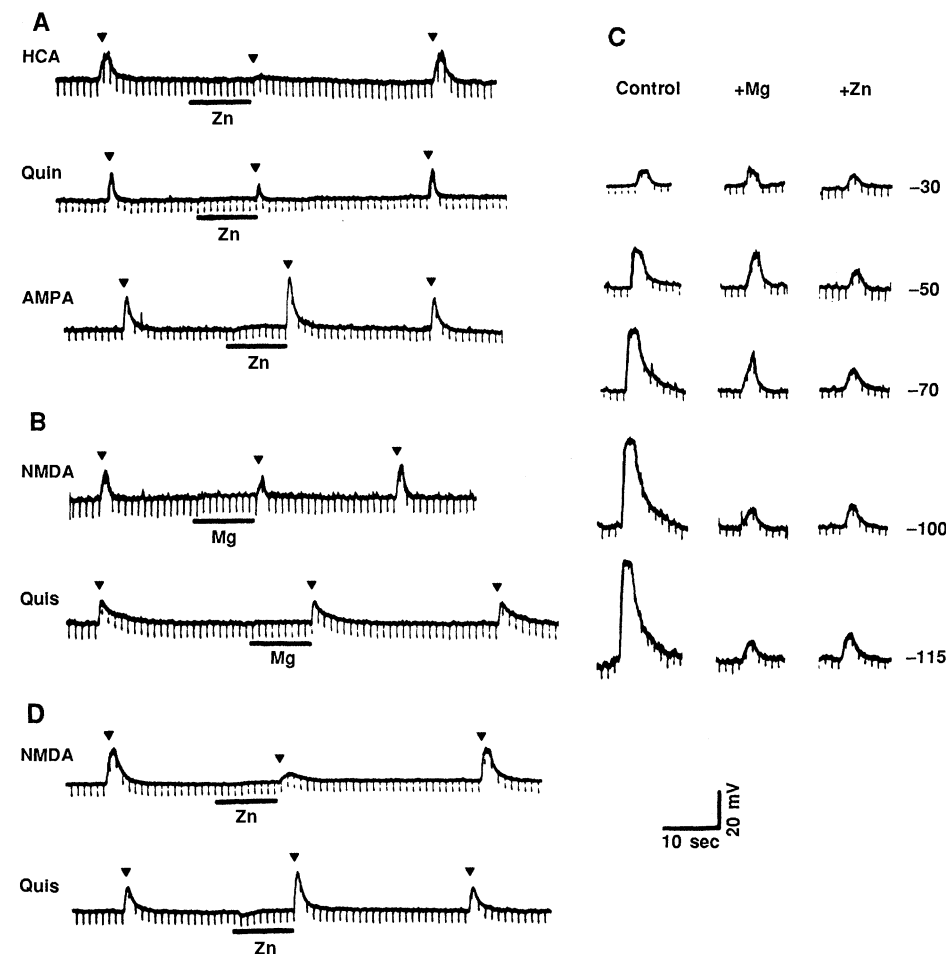 A
HCA
Zn
Quin
Zn
AMPA
Zn
B
NMDA
Mg
Quis
Mg
D
NMDA
Zn
Quis
Zn
C
Control +Mg +Zn
−30
−50
−70
−100
−115
20 mV
10 sec